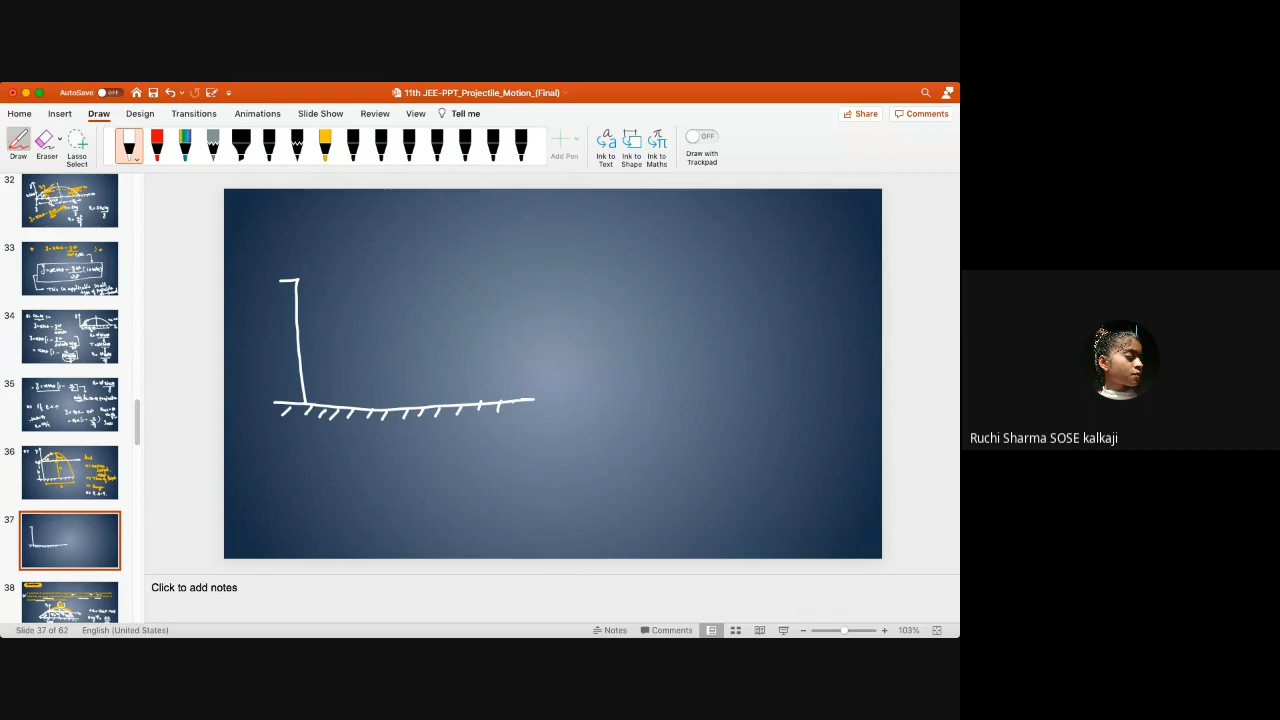 AutoSave OFF
11th JEE-PPT_Projectile_Motion_(Final)
Home Insert Draw Design Transitions Animations Slide Show Review View Tell me
Share Comments
Draw Eraser Lasso Select
Add Pen Ink to Text Ink to Shape Ink to Maths
OFF Draw with Trackpad
32
33
34
35
36
37
38
Click to add notes
Slide 37 of 62 English (United States)
Notes Comments 103%
Ruchi Sharma SOSE kalkaji